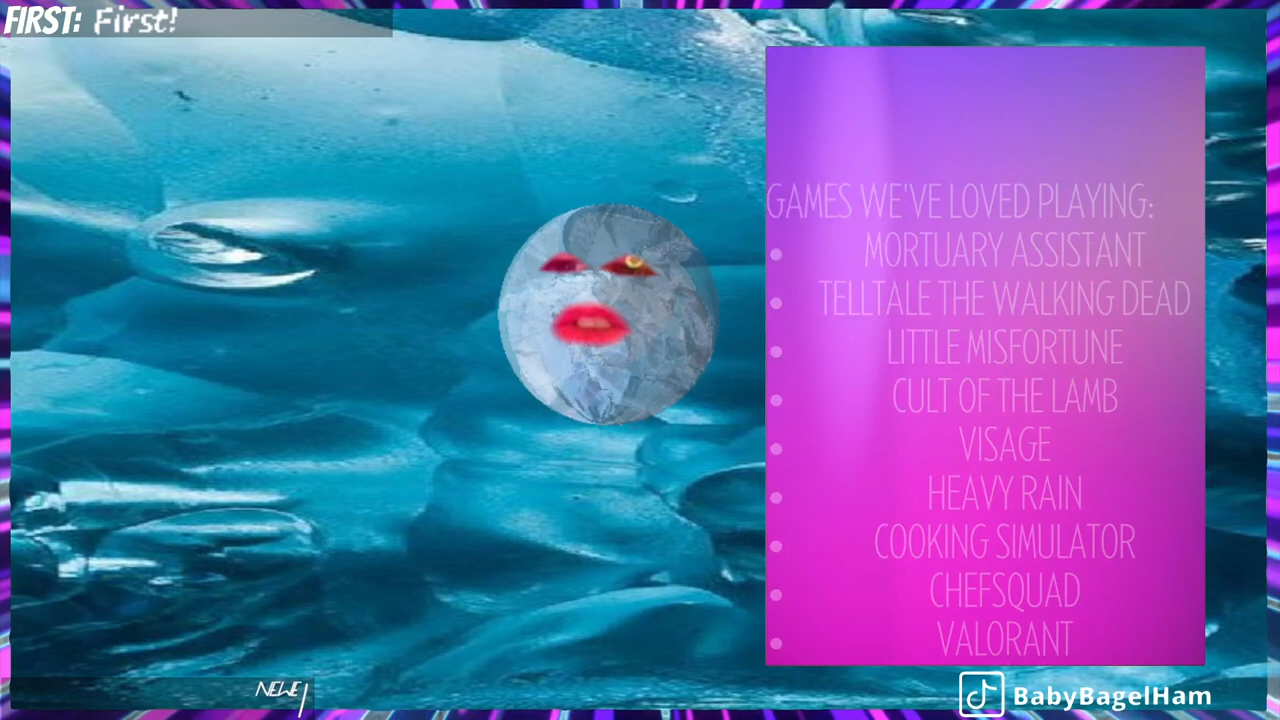 FIRST: First!
GAMES WE'VE LOVED PLAYING:
MORTUARY ASSISTANT
TELLTALE THE WALKING DEAD
LITTLE MISFORTUNE
CULT OF THE LAMB
VISAGE
HEAVY RAIN
COOKING SIMULATOR
CHEFSQUAD
VALORANT
NEWE
BabyBagelHam